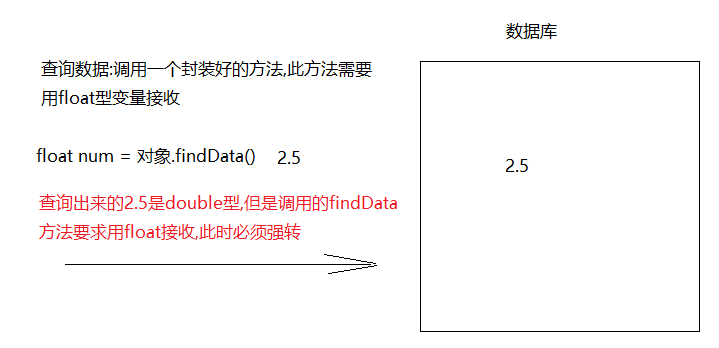 数据库
查询数据:调用一个封装好的方法,此方法需要
用float型变量接收
float num = 对象.findData() 2.5
2.5
查询出来的2.5是double型,但是调用的findData
方法要求用float接收,此时必须强转